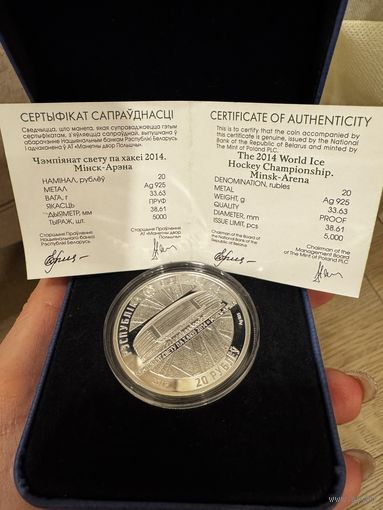 СЕРТЫФІКАТ САПРАЎДНАСЦІ
Сведчыцца, што манета, якая суправаджаецца гэтым
сертыфікатам, з'яўляецца сапраўднай, выпушчана ў
абарачэнне Нацыянальным банкам Рэспублікі Беларусь
і адчаканена АТ «Манетны двор Польшчы»
Чэмпіянат свету па хакеі 2014.
Мінск-Арэна
НАМІНАЛ, рублёў 20
МЕТАЛ Ag 925
ВАГА, г 33.63
ЯКАСЦЬ ПРУФ
ДЫЯМЕТР, мм 38.61
ТЫРАЖ, шт. 5000
Старшыня Праўлення
Нацыянальнага банка
Рэспублікі Беларусь
Старшыня Праўлення
АТ «Манетны двор
Польшчы»
CERTIFICATE OF AUTHENTICITY
This is to certify that the coin accompanied by
this certificate is genuine, issued by the National
Bank of the Republic of Belarus and minted by
The Mint of Poland PLC.
The 2014 World Ice
Hockey Championship.
Minsk-Arena
DENOMINATION, rubles 20
METAL Ag 925
WEIGHT, g 33.63
QUALITY PROOF
DIAMETER, mm 38.61
ISSUE LIMIT, pcs 5.000
Chairman of the Board of
the National Bank of the
Republic of Belarus
Chairman of the
Management Board
of The Mint of Poland PLC.
20 РУБЛЁЎ